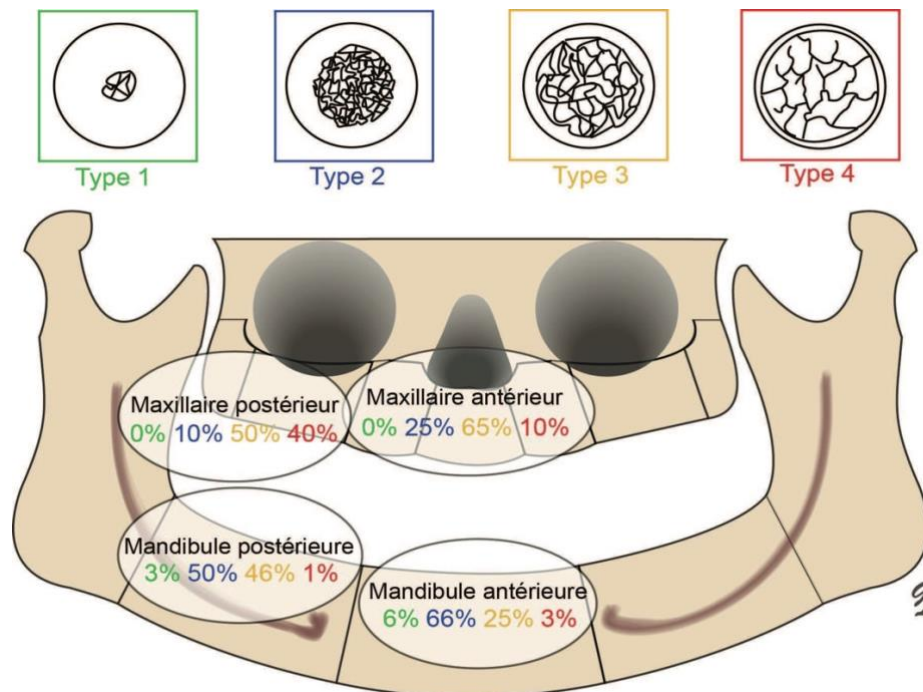 Type 1
Type 2
Type 3
Type 4
Maxillaire postérieur
0% 10% 50% 40%
Maxillaire antérieur
0% 25% 65% 10%
Mandibule postérieure
3% 50% 46% 1%
Mandibule antérieure
6% 66% 25% 3%